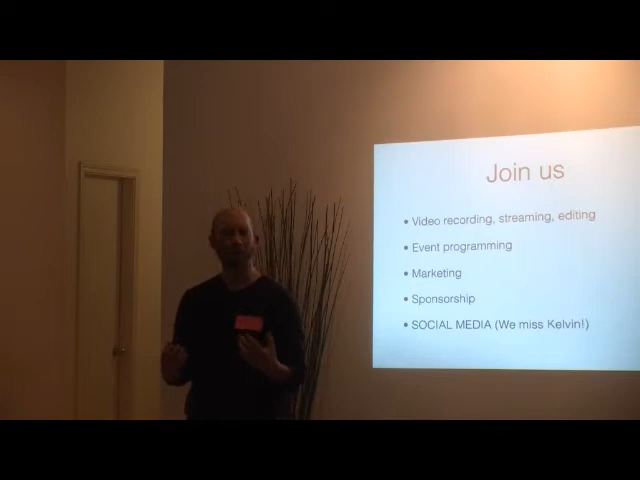 Join us
• Video recording, streaming, editing
• Event programming
• Marketing
• Sponsorship
• SOCIAL MEDIA (We miss Kelvin!)